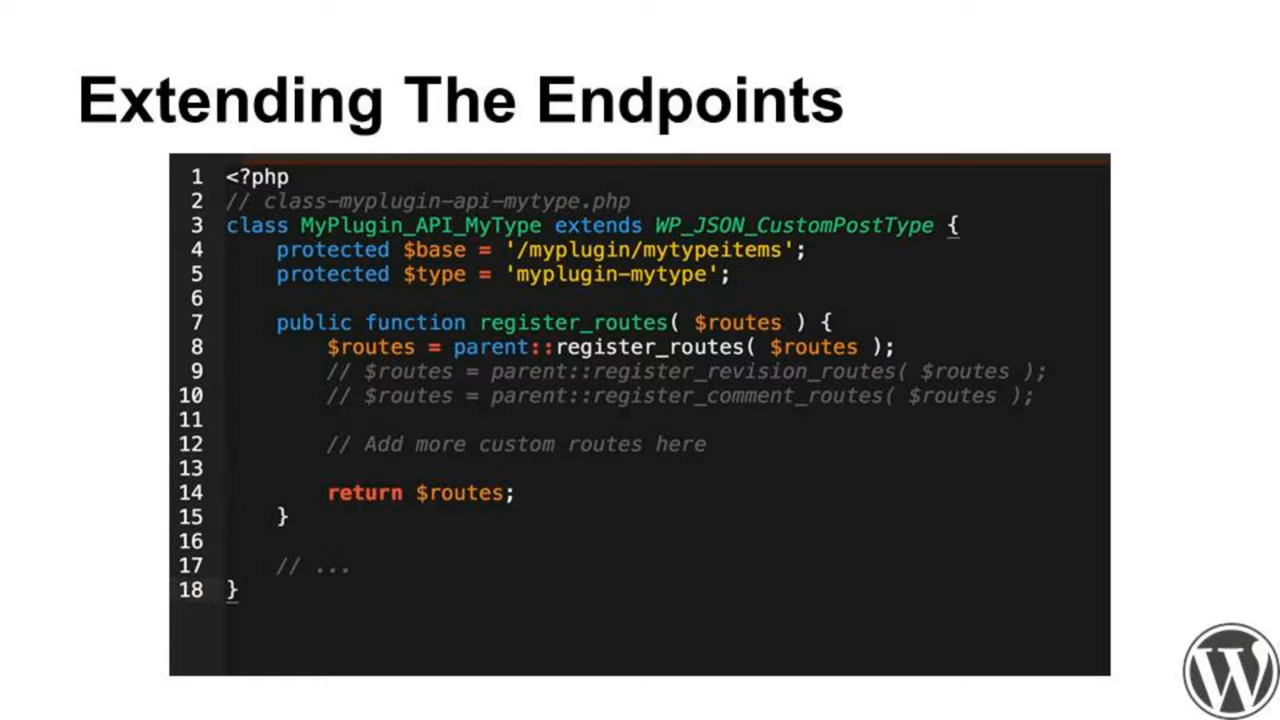 Extending The Endpoints
1 <?php
2 // class-myplugin-api-mytype.php
3 class MyPlugin_API_MyType extends WP_JSON_CustomPostType {
4     protected $base = '/myplugin/mytypeitems';
5     protected $type = 'myplugin-mytype';
6
7     public function register_routes( $routes ) {
8         $routes = parent::register_routes( $routes );
9         // $routes = parent::register_revision_routes( $routes );
10         // $routes = parent::register_comment_routes( $routes );
11
12         // Add more custom routes here
13
14         return $routes;
15     }
16
17     // ...
18 }
W